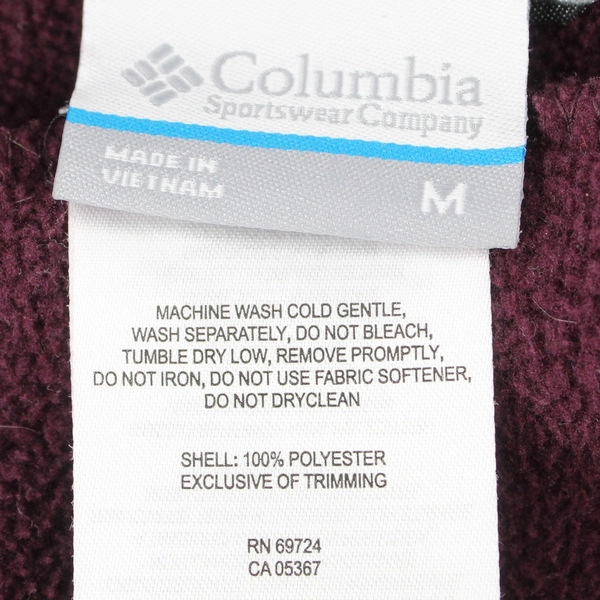 Columbia
Sportswear Company
MADE IN
VIETNAM
M
MACHINE WASH COLD GENTLE,
WASH SEPARATELY, DO NOT BLEACH,
TUMBLE DRY LOW, REMOVE PROMPTLY,
DO NOT IRON, DO NOT USE FABRIC SOFTENER,
DO NOT DRYCLEAN
SHELL: 100% POLYESTER
EXCLUSIVE OF TRIMMING
RN 69724
CA 05367